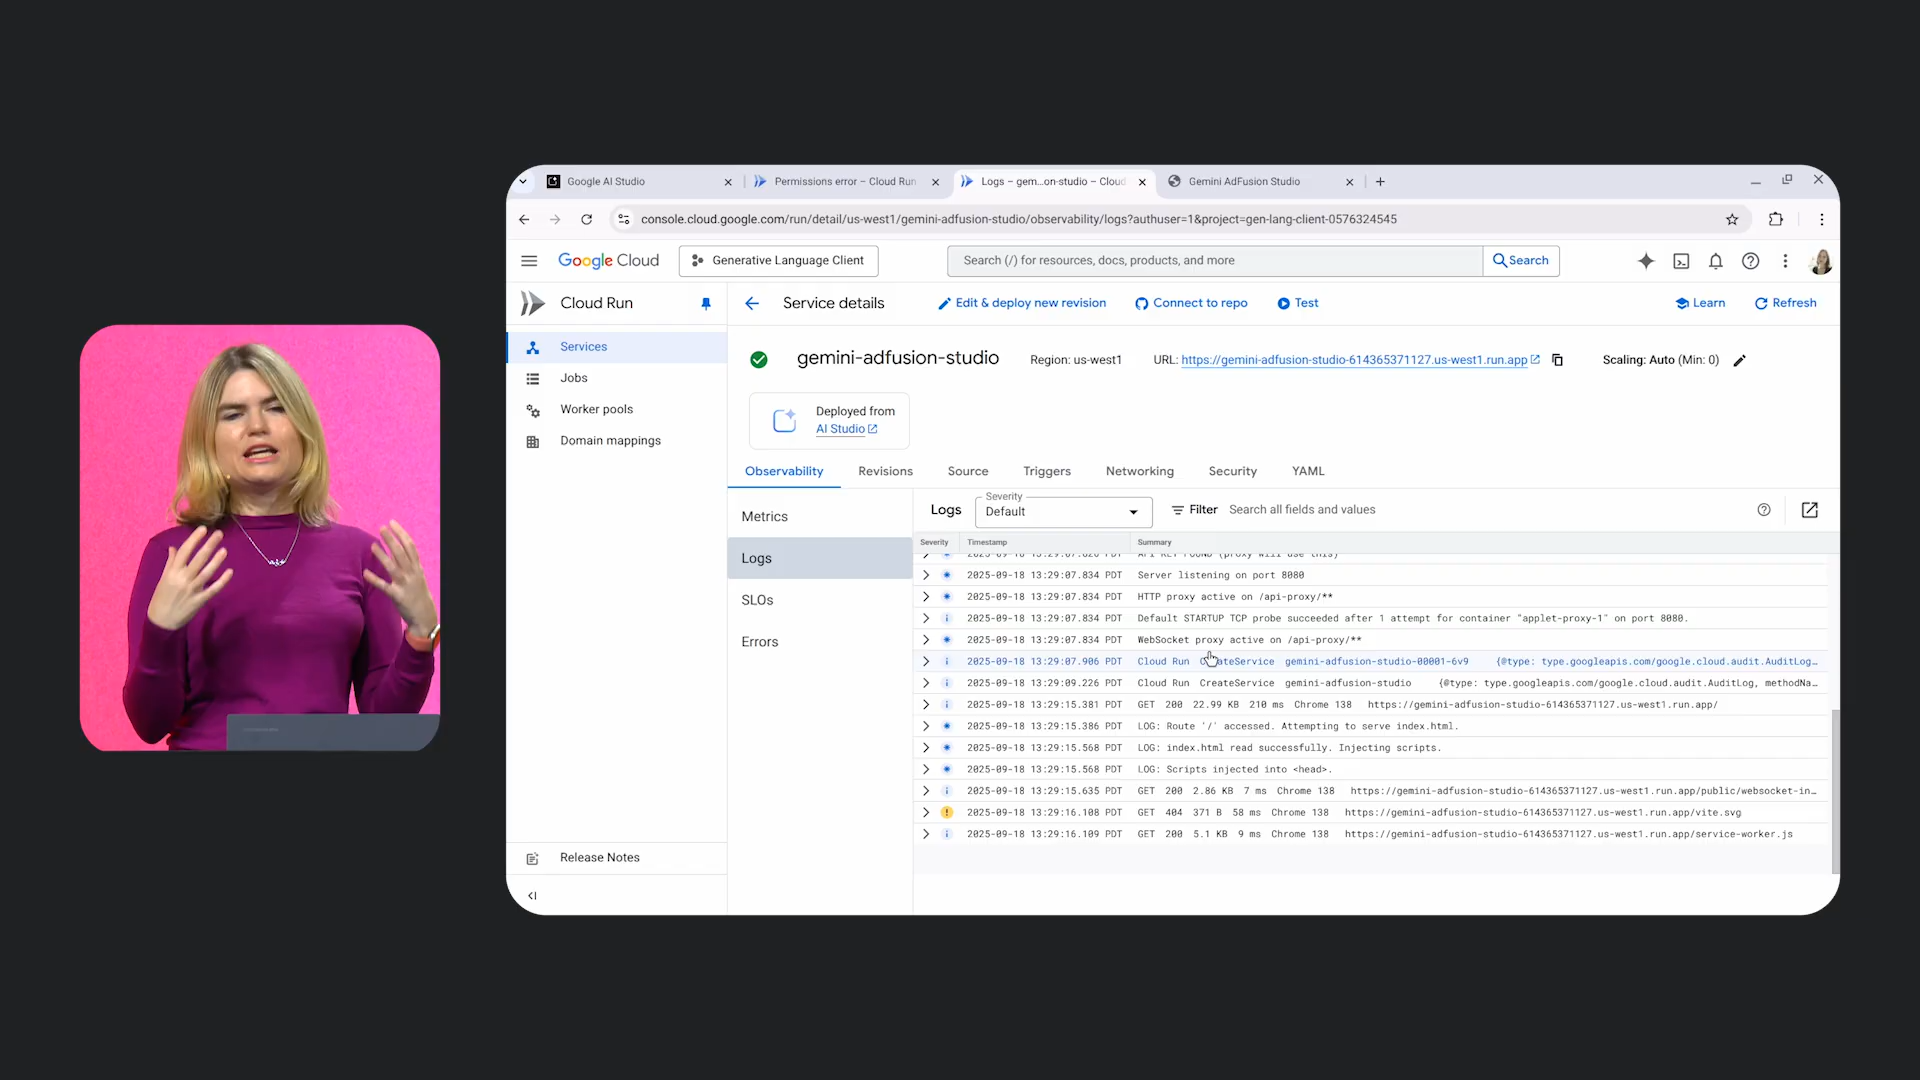 Google AI Studio
Permissions error – Cloud Run
Logs – gem...on-studio – Cloud
Gemini AdFusion Studio
console.cloud.google.com/run/detail/us-west1/gemini-adfusion-studio/observability/logs?authuser=1&project=gen-lang-client-0576324545
Google Cloud
Generative Language Client
Search (/) for resources, docs, products, and more
Search
Cloud Run
Service details
Edit & deploy new revision
Connect to repo
Test
Learn
Refresh
Services
Jobs
Worker pools
Domain mappings
Release Notes
gemini-adfusion-studio
Region: us-west1
URL: https://gemini-adfusion-studio-614365371127.us-west1.run.app
Scaling: Auto (Min: 0)
Deployed from
AI Studio
Observability
Revisions
Source
Triggers
Networking
Security
YAML
Metrics
Logs
SLOs
Errors
Logs
Severity
Default
Filter
Search all fields and values
Severity Timestamp Summary
2025-09-18 13:29:07.834 PDT Server listening on port 8080
2025-09-18 13:29:07.834 PDT HTTP proxy active on /api-proxy/**
2025-09-18 13:29:07.834 PDT Default STARTUP TCP probe succeeded after 1 attempt for container "applet-proxy-1" on port 8080.
2025-09-18 13:29:07.834 PDT WebSocket proxy active on /api-proxy/**
2025-09-18 13:29:07.906 PDT Cloud Run CreateService gemini-adfusion-studio-00001-6v9 {@type: type.googleapis.com/google.cloud.audit.AuditLog…
2025-09-18 13:29:09.226 PDT Cloud Run CreateService gemini-adfusion-studio {@type: type.googleapis.com/google.cloud.audit.AuditLog, methodNa…
2025-09-18 13:29:15.381 PDT GET 200 22.99 KB 210 ms Chrome 138 https://gemini-adfusion-studio-614365371127.us-west1.run.app/
2025-09-18 13:29:15.386 PDT LOG: Route '/' accessed. Attempting to serve index.html.
2025-09-18 13:29:15.568 PDT LOG: index.html read successfully. Injecting scripts.
2025-09-18 13:29:15.568 PDT LOG: Scripts injected into <head>.
2025-09-18 13:29:15.635 PDT GET 200 2.86 KB 7 ms Chrome 138 https://gemini-adfusion-studio-614365371127.us-west1.run.app/public/websocket-in…
2025-09-18 13:29:16.108 PDT GET 404 371 B 58 ms Chrome 138 https://gemini-adfusion-studio-614365371127.us-west1.run.app/vite.svg
2025-09-18 13:29:16.109 PDT GET 200 5.1 KB 9 ms Chrome 138 https://gemini-adfusion-studio-614365371127.us-west1.run.app/service-worker.js